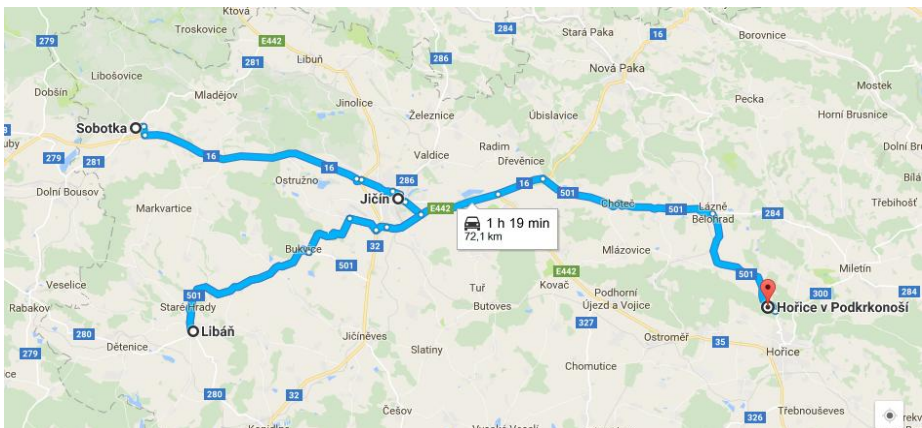 Ktová
Stará Paka
16
Borovnice
279
Troskovice
E442
Libuň
286
281
Nová Paka
Libošovice
Dobšín
Mladějov
Jinolice
Železnice
Úbislavice
Pecka
Mostek
Horní Brusnice
Sobotka
16
Radim
Valdice
Dřevěnice
Dolní Br
279
281
16
286
16
Bílá
Dolní Bousov
Ostružno
Jičín
501
Choteč
Lázně
Bělohrad
284
Třebihošť
Markvartice
E442
1 h 19 min
72,1 km
501
32
Bukvice
501
Mlázovice
501
Miletín
Veselice
E442
Kovač
Tuř
Podhorní
Újezd a Vojice
300
284
Rabakov
501
Staré Hrady
Butoves
Hořice v Podkrkonoší
280
Libáň
327
279
Dětenice
Jičíněves
Slatiny
Ostroměř
35
Hořice
Chomutice
280
32
Češov
326
Třebnouševes